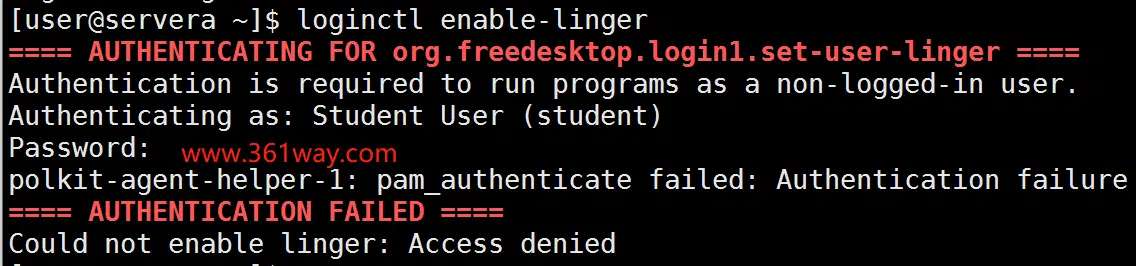 [user@servera ~]$ loginctl enable-linger
==== AUTHENTICATING FOR org.freedesktop.login1.set-user-linger ====
Authentication is required to run programs as a non-logged-in user.
Authenticating as: Student User (student)
Password: www.361way.com
polkit-agent-helper-1: pam_authenticate failed: Authentication failure
==== AUTHENTICATION FAILED ====
Could not enable linger: Access denied